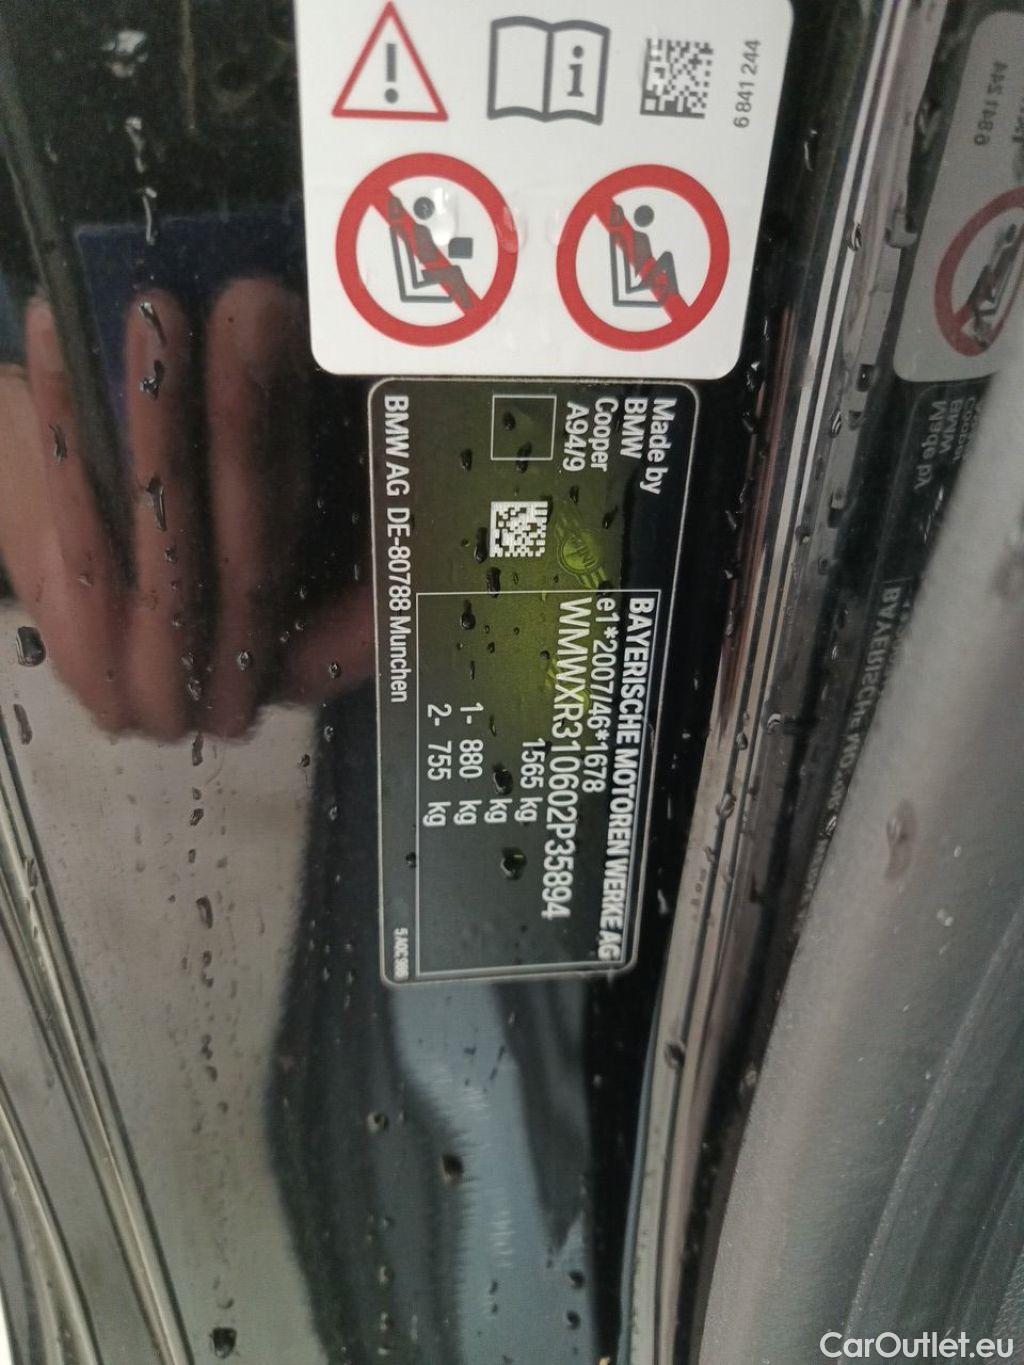 6 841 244
Made by
BMW
Cooper
A94/9
BAYERISCHE MOTOREN WERKE AG
e1*2007/46*1678
WMWXR310602P35894
1565 kg
kg
1- 880 kg
2- 755 kg
BMW AG DE-80788 Munchen
CarOutlet.eu